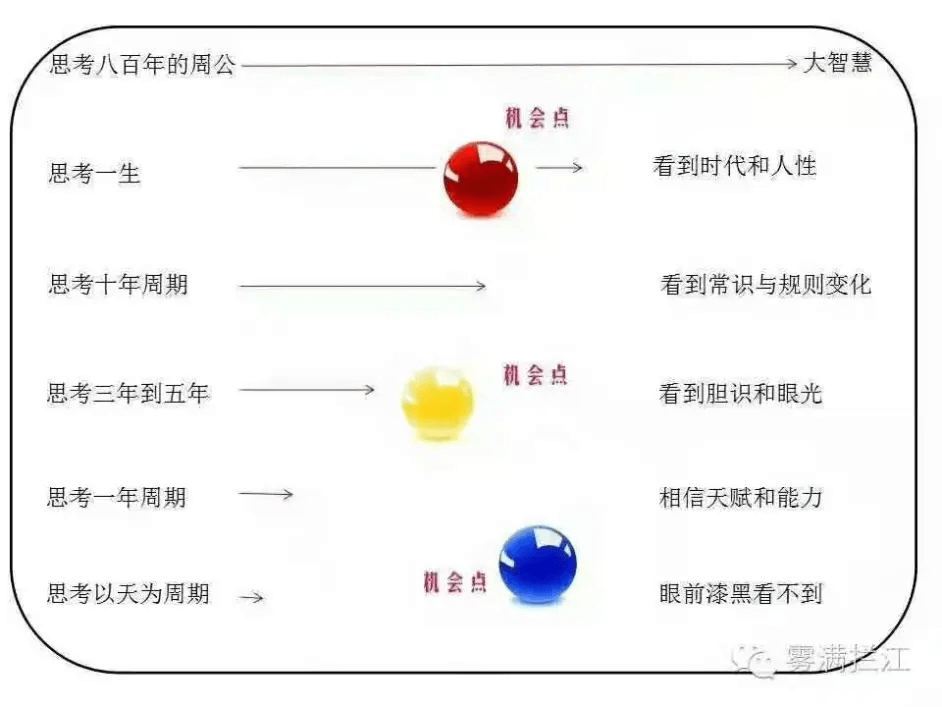 思考八百年的周公 大智慧
机会点
思考一生 看到时代和人性
思考十年周期 看到常识与规则变化
机会点
思考三年到五年 看到胆识和眼光
思考一年周期 相信天赋和能力
机会点
思考以天为周期 眼前漆黑看不到
雾满拦江